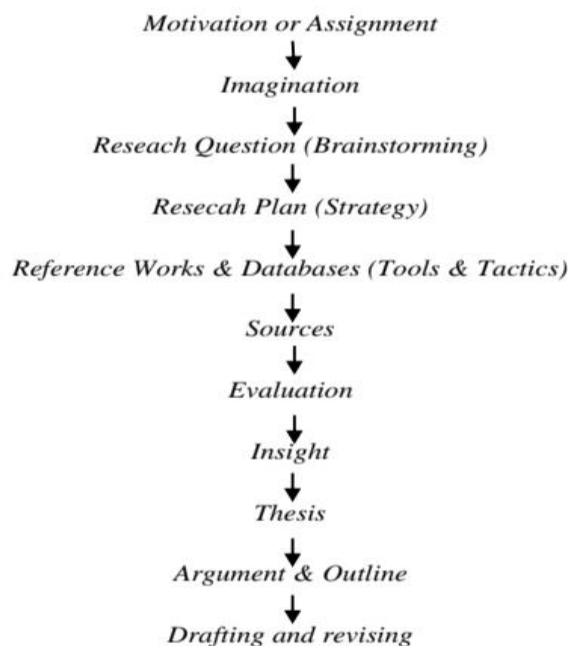 Motivation or Assignment
Imagination
Reseach Question (Brainstorming)
Resecah Plan (Strategy)
Reference Works & Databases (Tools & Tactics)
Sources
Evaluation
Insight
Thesis
Argument & Outline
Drafting and revising